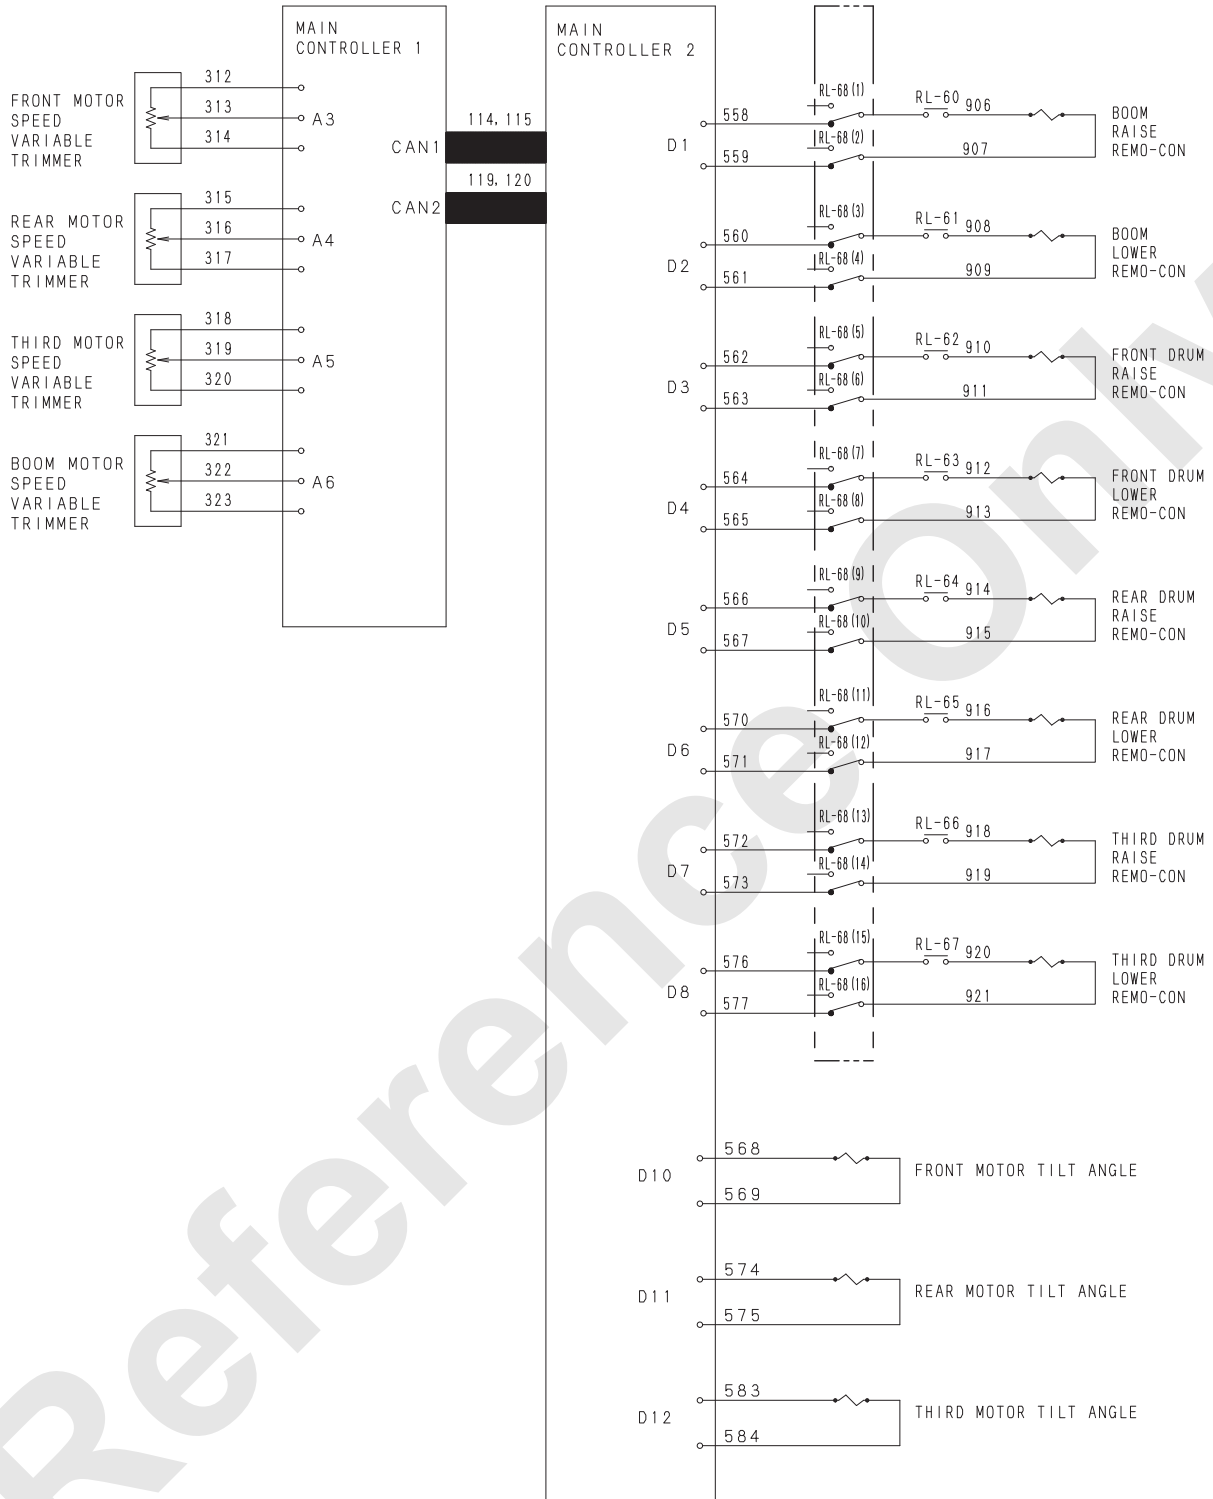 MAIN
CONTROLLER 1
FRONT MOTOR
SPEED
VARIABLE
TRIMMER
312
313
314
A3
REAR MOTOR
SPEED
VARIABLE
TRIMMER
315
316
317
A4
THIRD MOTOR
SPEED
VARIABLE
TRIMMER
318
319
320
A5
BOOM MOTOR
SPEED
VARIABLE
TRIMMER
321
322
323
A6
CAN1
114, 115
CAN2
119, 120
MAIN
CONTROLLER 2
D1
558
559
RL-68(1)
RL-68(2)
RL-60
906
907
BOOM
RAISE
REMO-CON
D2
560
561
RL-68(3)
RL-68(4)
RL-61
908
909
BOOM
LOWER
REMO-CON
D3
562
563
RL-68(5)
RL-68(6)
RL-62
910
911
FRONT DRUM
RAISE
REMO-CON
D4
564
565
RL-68(7)
RL-68(8)
RL-63
912
913
FRONT DRUM
LOWER
REMO-CON
D5
566
567
RL-68(9)
RL-68(10)
RL-64
914
915
REAR DRUM
RAISE
REMO-CON
D6
570
571
RL-68(11)
RL-68(12)
RL-65
916
917
REAR DRUM
LOWER
REMO-CON
D7
572
573
RL-68(13)
RL-68(14)
RL-66
918
919
THIRD DRUM
RAISE
REMO-CON
D8
576
577
RL-68(15)
RL-68(16)
RL-67
920
921
THIRD DRUM
LOWER
REMO-CON
D10
568
569
FRONT MOTOR TILT ANGLE
D11
574
575
REAR MOTOR TILT ANGLE
D12
583
584
THIRD MOTOR TILT ANGLE
Reference Only